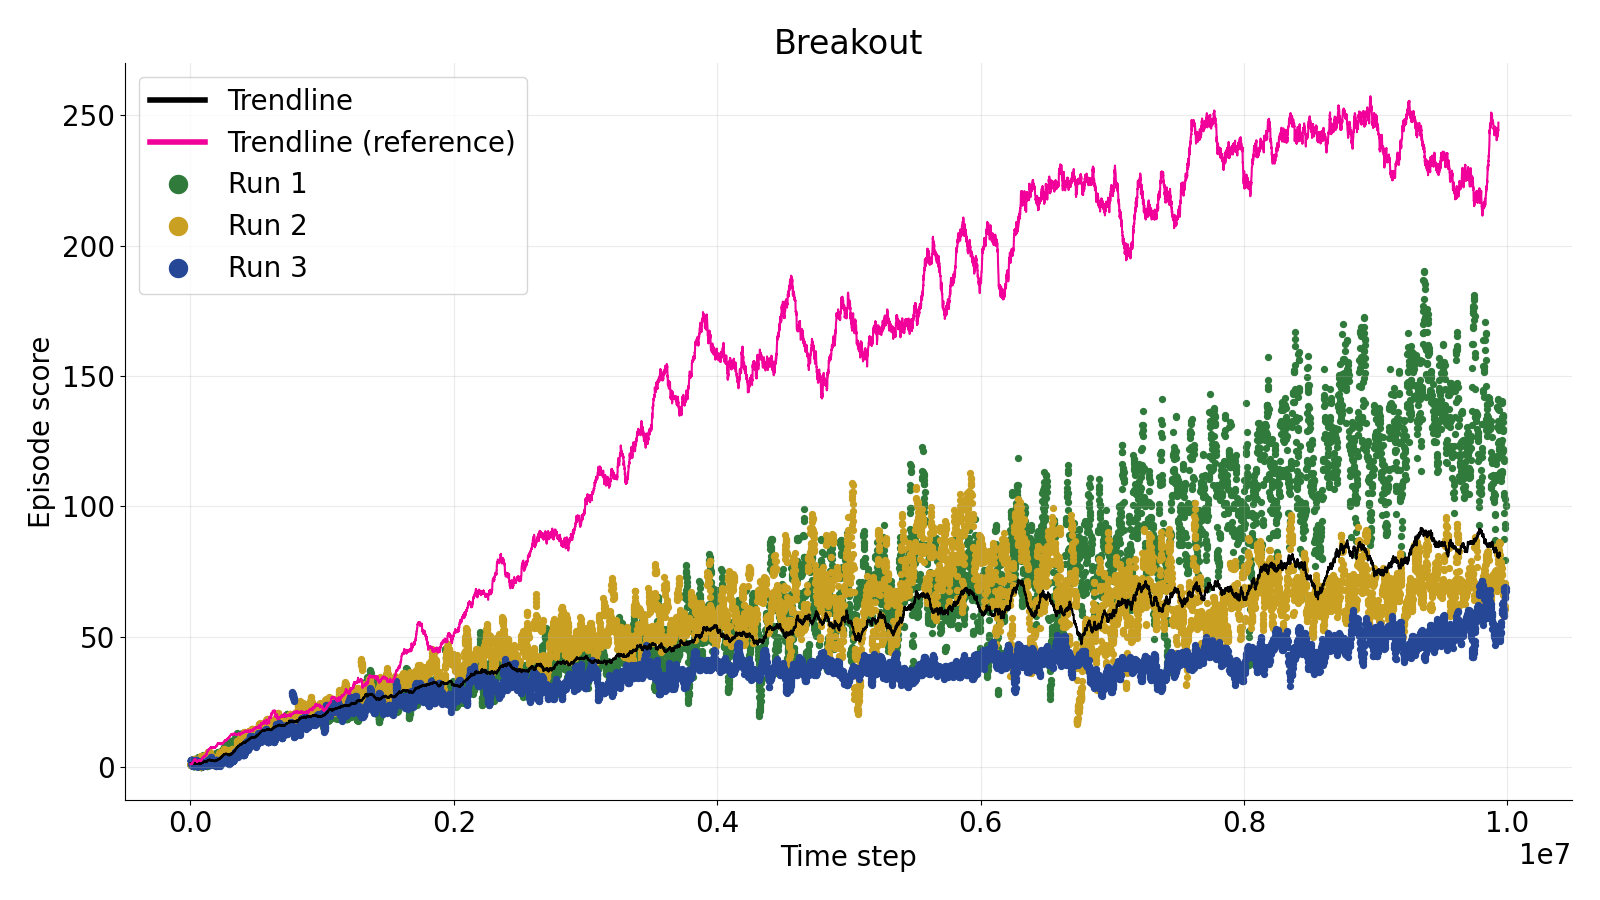 Breakout
Trendline
Trendline (reference)
Run 1
Run 2
Run 3
250
200
150
100
50
0
Episode score
0.0 0.2 0.4 0.6 0.8 1.0
Time step
1e7